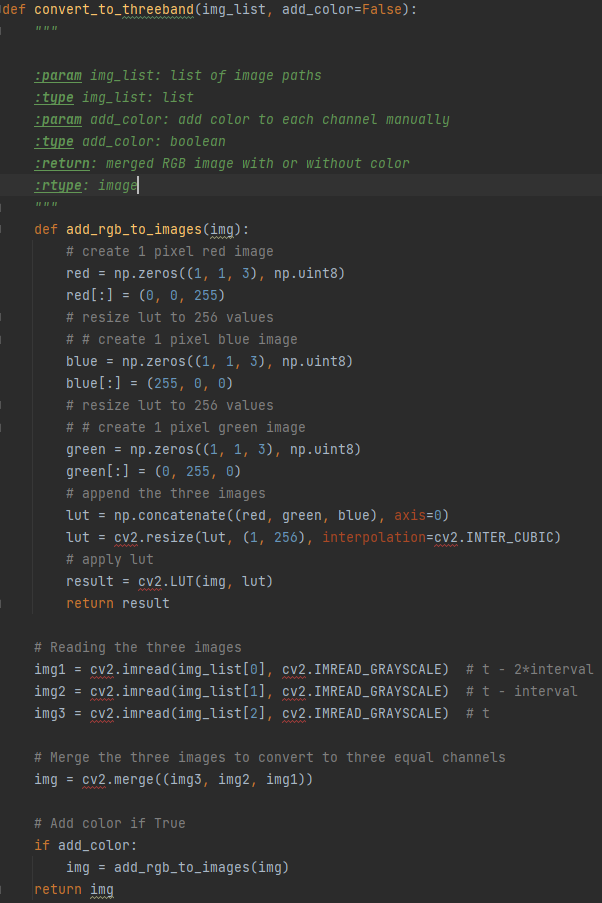 def convert_to_threeband(img_list, add_color=False):
    """

    :param img_list: list of image paths
    :type img_list: list
    :param add_color: add color to each channel manually
    :type add_color: boolean
    :return: merged RGB image with or without color
    :rtype: image
    """
    def add_rgb_to_images(img):
        # create 1 pixel red image
        red = np.zeros((1, 1, 3), np.uint8)
        red[:] = (0, 0, 255)
        # resize lut to 256 values
        # # create 1 pixel blue image
        blue = np.zeros((1, 1, 3), np.uint8)
        blue[:] = (255, 0, 0)
        # resize lut to 256 values
        # # create 1 pixel green image
        green = np.zeros((1, 1, 3), np.uint8)
        green[:] = (0, 255, 0)
        # append the three images
        lut = np.concatenate((red, green, blue), axis=0)
        lut = cv2.resize(lut, (1, 256), interpolation=cv2.INTER_CUBIC)
        # apply lut
        result = cv2.LUT(img, lut)
        return result

    # Reading the three images
    img1 = cv2.imread(img_list[0], cv2.IMREAD_GRAYSCALE)  # t - 2*interval
    img2 = cv2.imread(img_list[1], cv2.IMREAD_GRAYSCALE)  # t - interval
    img3 = cv2.imread(img_list[2], cv2.IMREAD_GRAYSCALE)  # t

    # Merge the three images to convert to three equal channels
    img = cv2.merge((img3, img2, img1))

    # Add color if True
    if add_color:
        img = add_rgb_to_images(img)
    return img